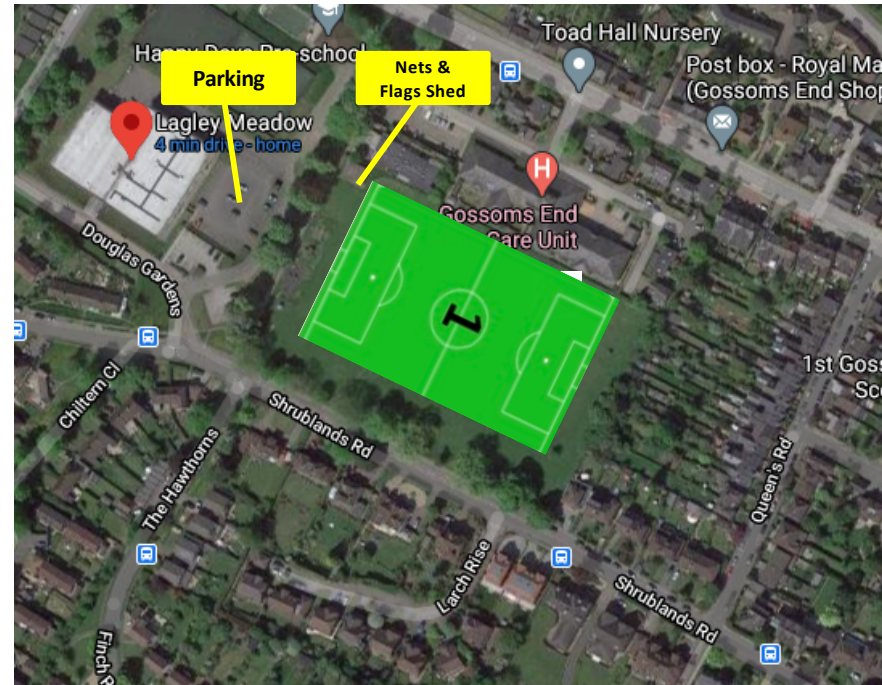 Toad Hall Nursery
Happy Days Pre-school
Parking
Nets &
Flags Shed
Post box - Royal Ma
(Gossoms End Shop
Lagley Meadow
4 min drive - home
H
Gossoms End
Care Unit
Douglas Gardens
1
1st Goss
Sco
Chiltern Cl
Shrublands Rd
The Hawthorns
Queen's Rd
Larch Rise
Shrublands Rd
Finch R